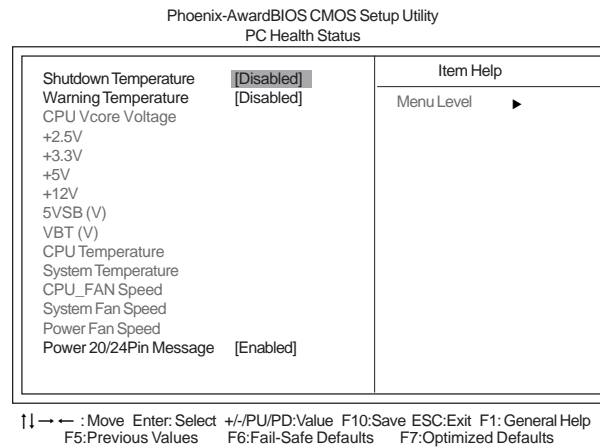 Phoenix-AwardBIOS CMOS Setup Utility
PC Health Status
Shutdown Temperature [Disabled]
Warning Temperature [Disabled]
CPU Vcore Voltage
+2.5V
+3.3V
+5V
+12V
5VSB (V)
VBT (V)
CPU Temperature
System Temperature
CPU_FAN Speed
System Fan Speed
Power Fan Speed
Power 20/24Pin Message [Enabled]
Item Help
Menu Level ▶
↑↓→← : Move Enter: Select +/-/PU/PD:Value F10:Save ESC:Exit F1: General Help
F5:Previous Values F6:Fail-Safe Defaults F7:Optimized Defaults